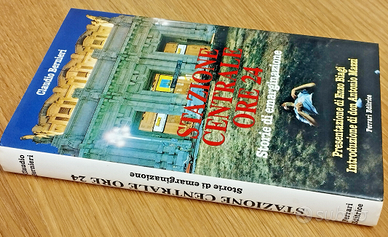 Claudio Bernieri
STAZIONE
CENTRALE
ORE 24
Storie di emarginazione
Presentazione di Enzo Biagi
Introduzione di don Antonio Mazzi
Ferrari Editrice
Claudio
Bernieri
STAZIONE CENTRALE ORE 24
Storie di emarginazione
Ferrari
Editrice